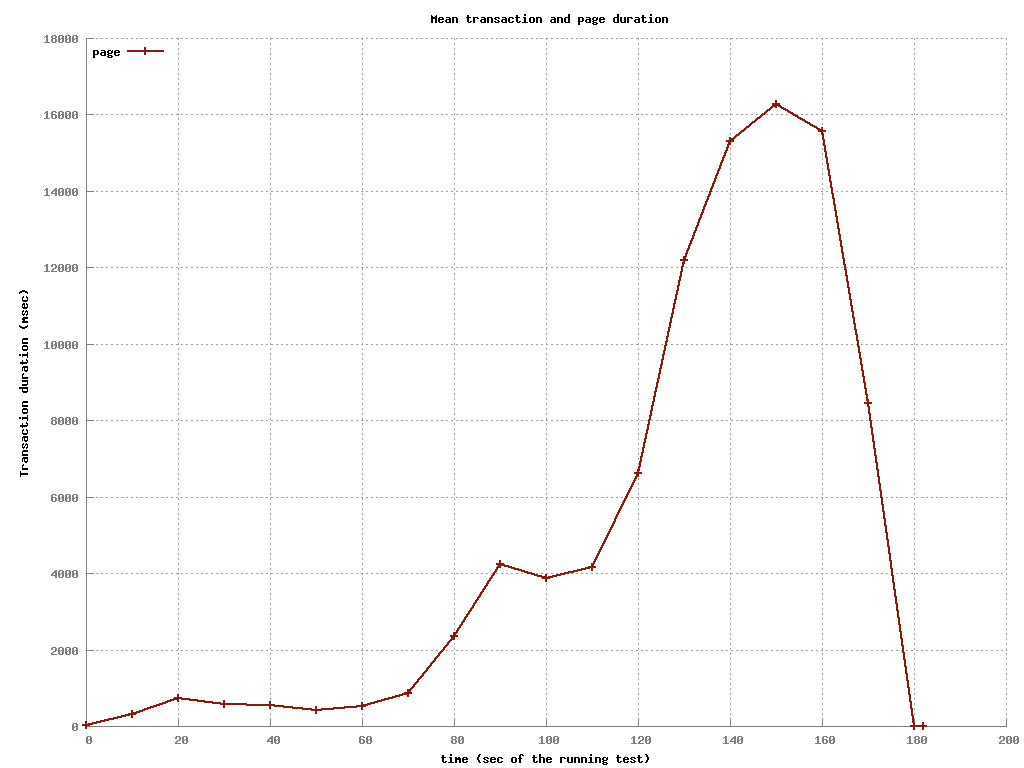 Mean transaction and page duration
page
18000
16000
14000
12000
10000
8000
6000
4000
2000
0
Transaction duration (msec)
0 20 40 60 80 100 120 140 160 180 200
time (sec of the running test)